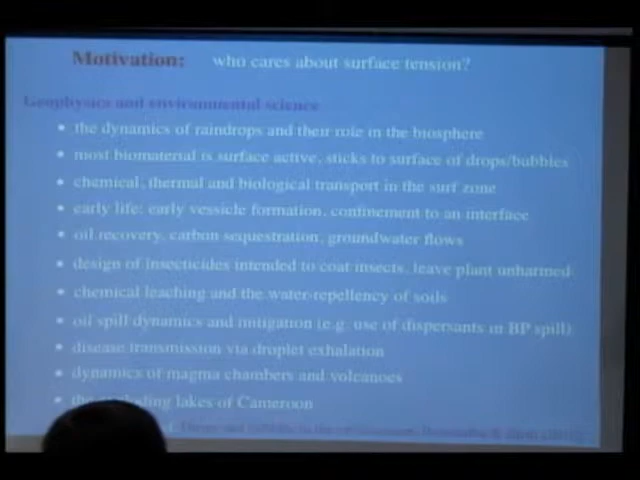 Motivation: who cares about surface tension?
Geophysics and environmental science
• the dynamics of raindrops and their role in the biosphere
• most biomaterial is surface active, sticks to surface of drops/bubbles
• chemical, thermal and biological transport in the surf zone
• early life: early vessicle formation, confinement to an interface
• oil recovery, carbon sequestration, groundwater flows
• design of insecticides intended to coat insects, leave plant unharmed
• chemical leaching and the water-repellency of soils
• oil spill dynamics and mitigation (e.g. use of dispersants in BP spill)
• disease transmission via droplet exhalation
• dynamics of magma chambers and volcanoes
• the exploding lakes of Cameroon